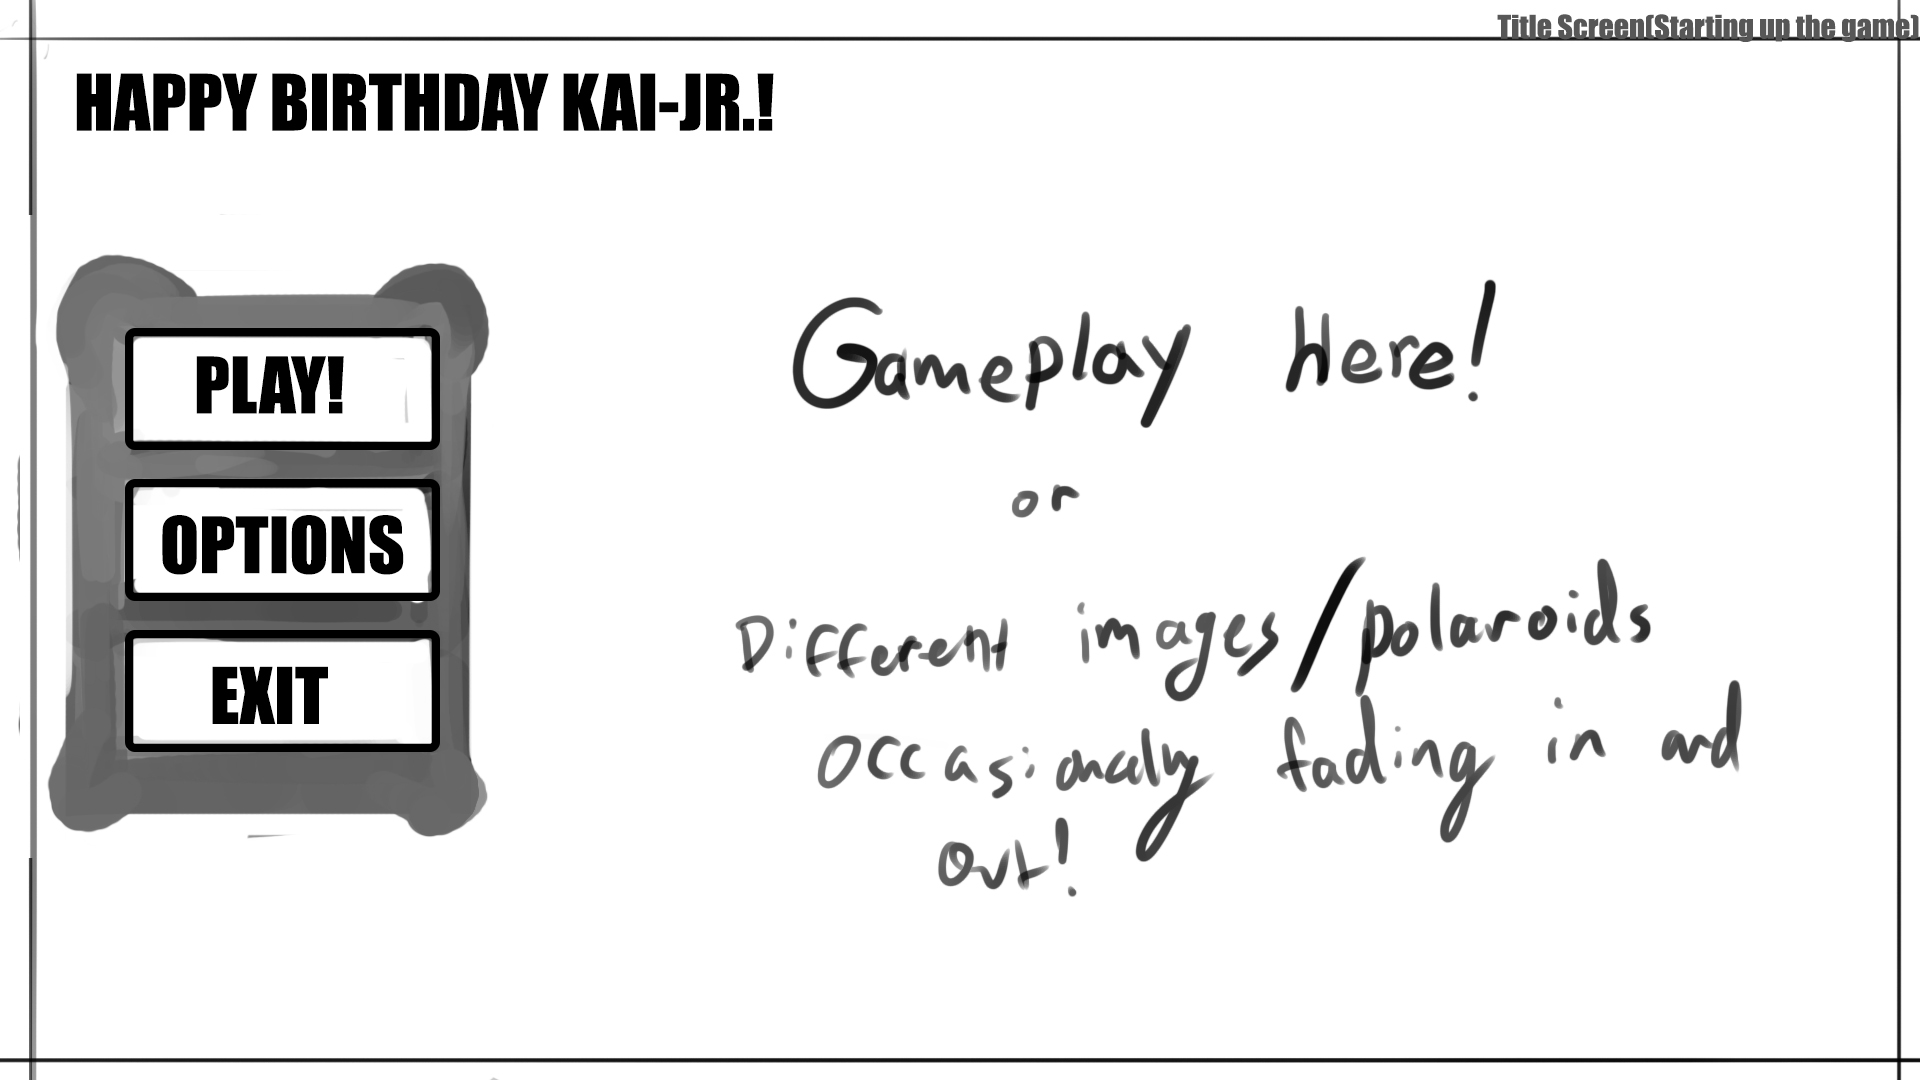 Title Screen(Starting up the game)
HAPPY BIRTHDAY KAI-JR.!
PLAY!
OPTIONS
EXIT
Gameplay Here!
or
Different images/polaroids
occasionally fading in and
out!